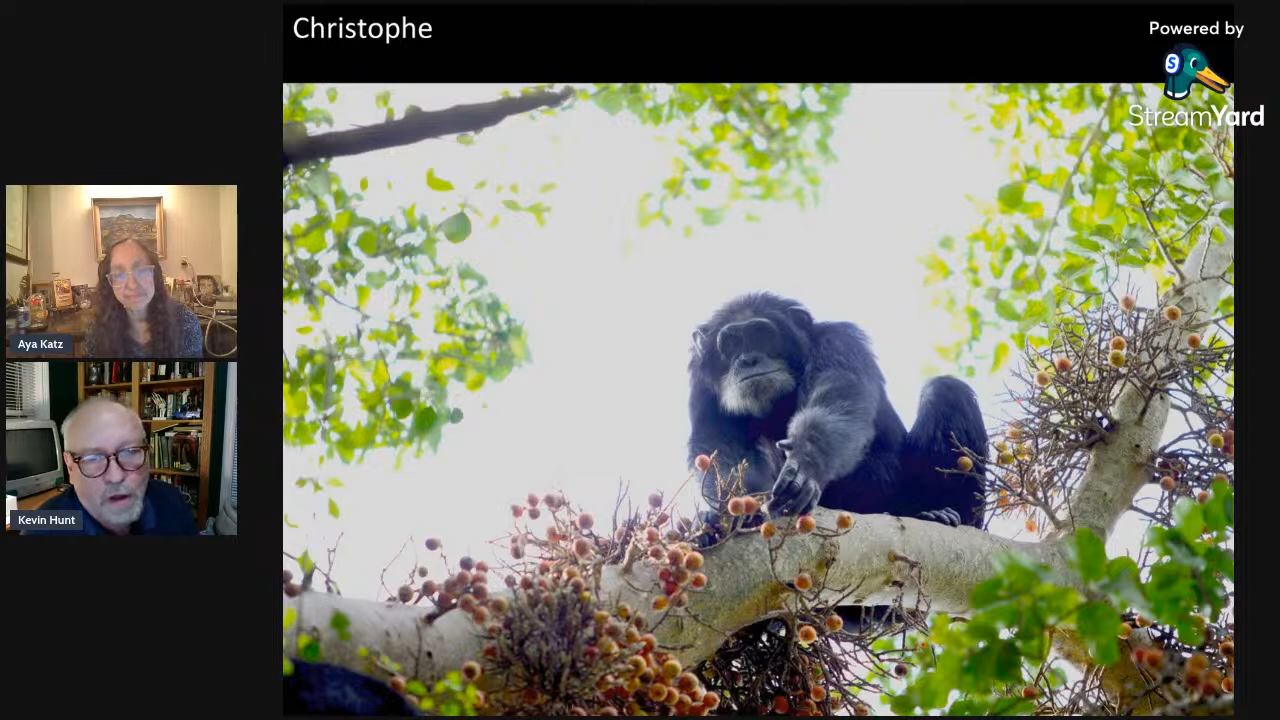 Christophe
Powered by
S
StreamYard
Aya Katz
Kevin Hunt